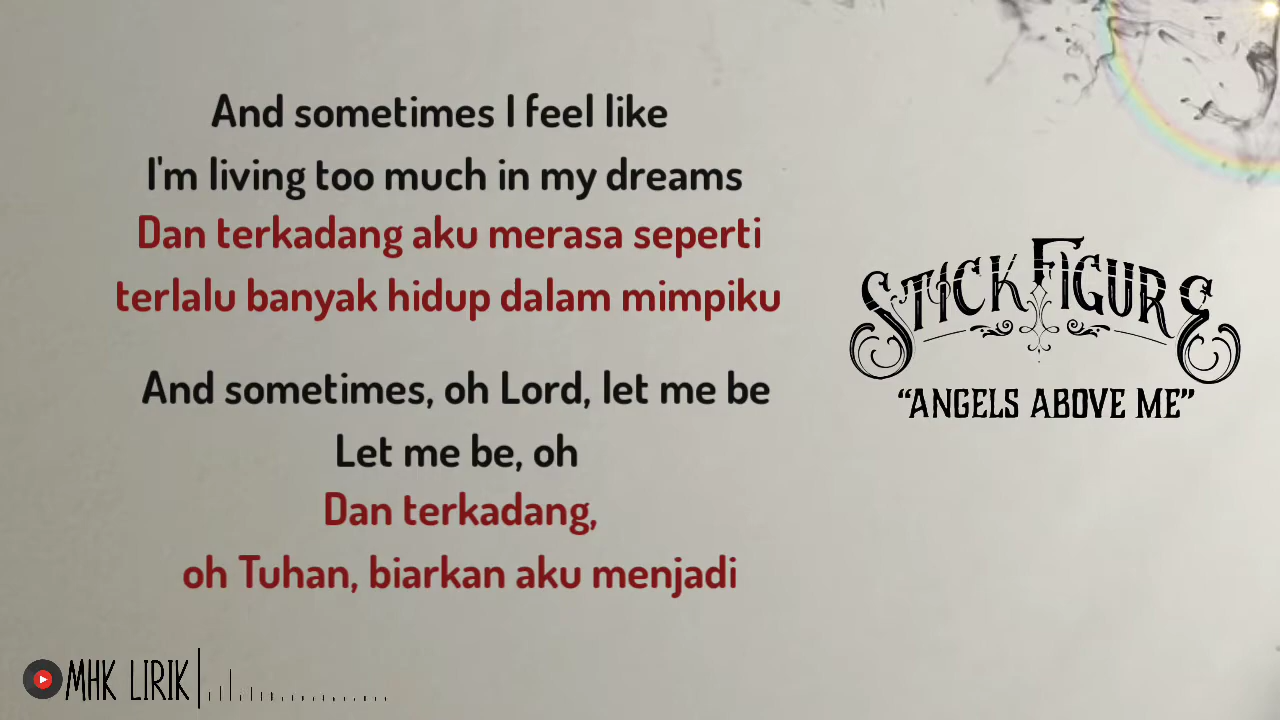 And sometimes I feel like
I'm living too much in my dreams
Dan terkadang aku merasa seperti
terlalu banyak hidup dalam mimpiku
And sometimes, oh Lord, let me be
Let me be, oh
Dan terkadang,
oh Tuhan, biarkan aku menjadi
STICK FIGURE
“ANGELS ABOVE ME”
MHK LIRIK